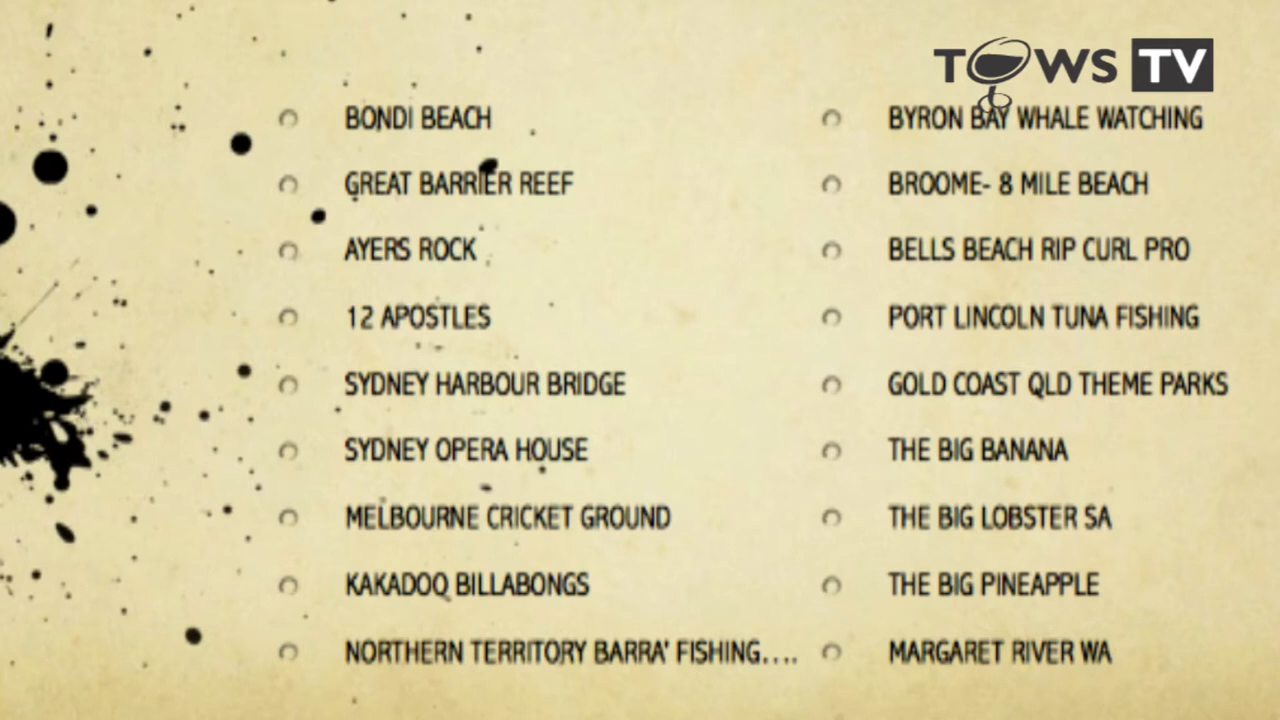 TOWS TV
BONDI BEACH
GREAT BARRIER REEF
AYERS ROCK
12 APOSTLES
SYDNEY HARBOUR BRIDGE
SYDNEY OPERA HOUSE
MELBOURNE CRICKET GROUND
KAKADOO BILLABONGS
NORTHERN TERRITORY BARRA' FISHING....
BYRON BAY WHALE WATCHING
BROOME- 8 MILE BEACH
BELLS BEACH RIP CURL PRO
PORT LINCOLN TUNA FISHING
GOLD COAST QLD THEME PARKS
THE BIG BANANA
THE BIG LOBSTER SA
THE BIG PINEAPPLE
MARGARET RIVER WA